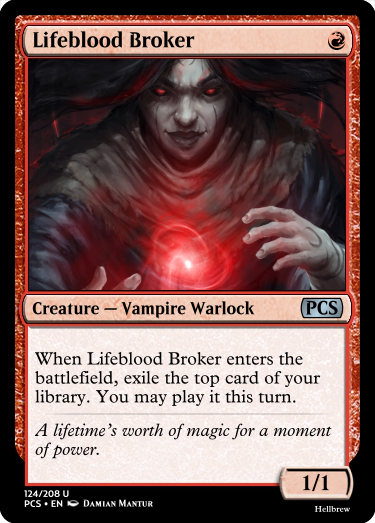 Lifeblood Broker
Creature — Vampire Warlock
PCS
When Lifeblood Broker enters the
battlefield, exile the top card of your
library. You may play it this turn.
A lifetime's worth of magic for a moment
of power.
1/1
124/208 U
PCS • EN Damian Mantur
Hellbrew